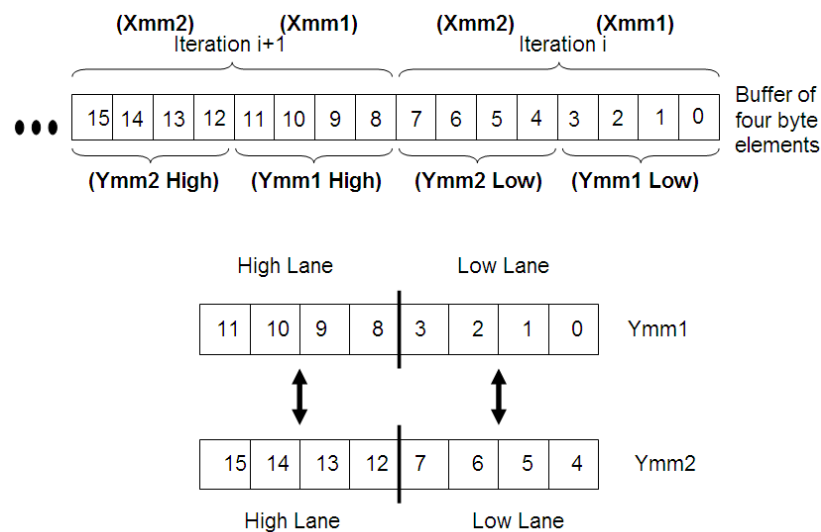 (Xmm2) (Xmm1) (Xmm2) (Xmm1)
Iteration i+1 Iteration i
15 14 13 12 11 10 9 8 7 6 5 4 3 2 1 0
Buffer of
four byte
elements
(Ymm2 High) (Ymm1 High) (Ymm2 Low) (Ymm1 Low)
High Lane Low Lane
11 10 9 8 3 2 1 0 Ymm1
15 14 13 12 7 6 5 4 Ymm2
High Lane Low Lane